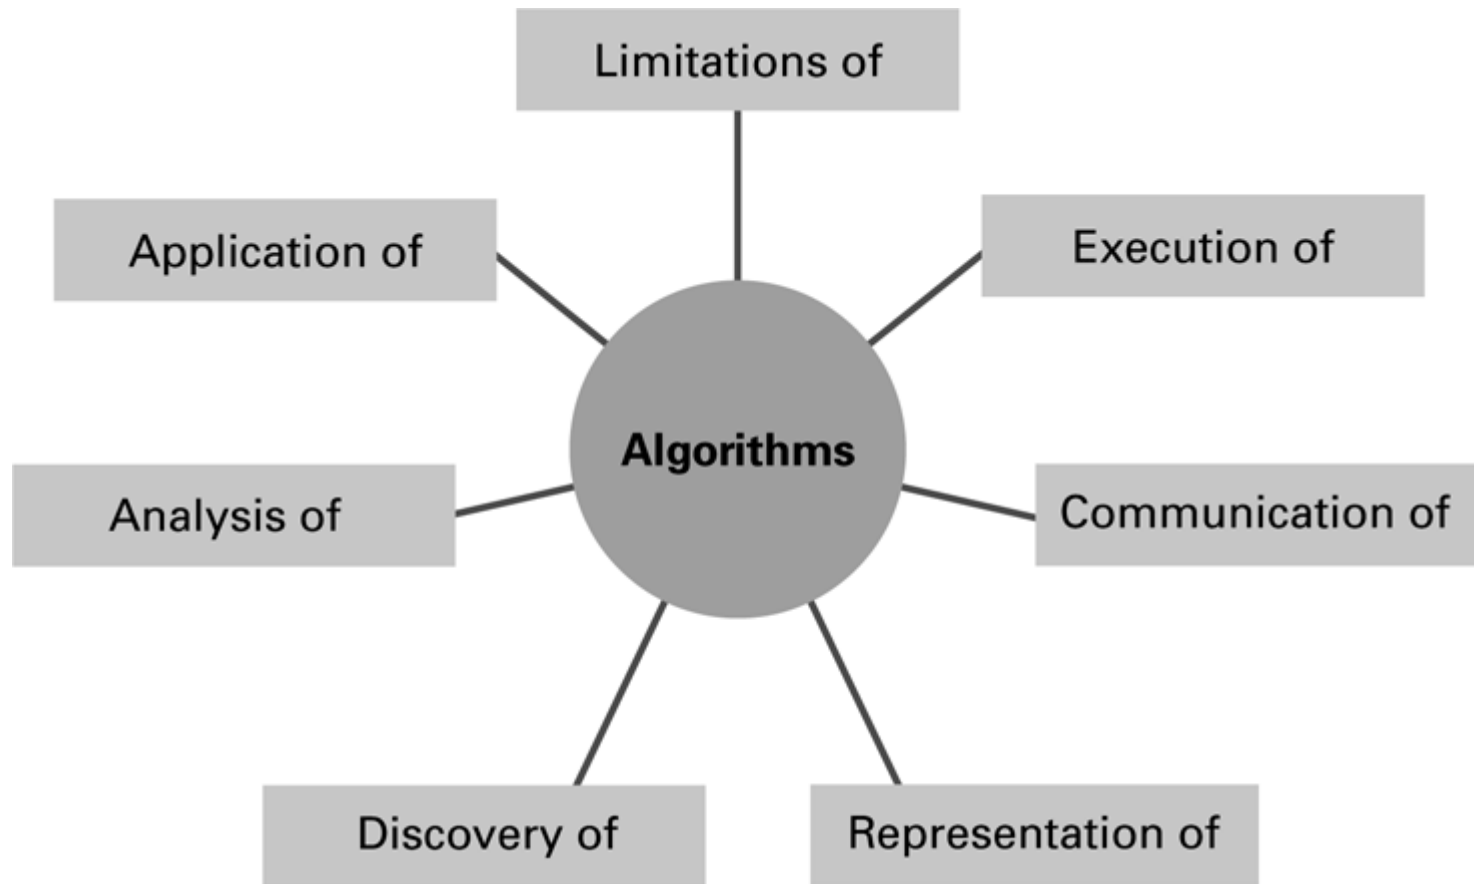 Limitations of
Application of
Execution of
Algorithms
Analysis of
Communication of
Discovery of
Representation of